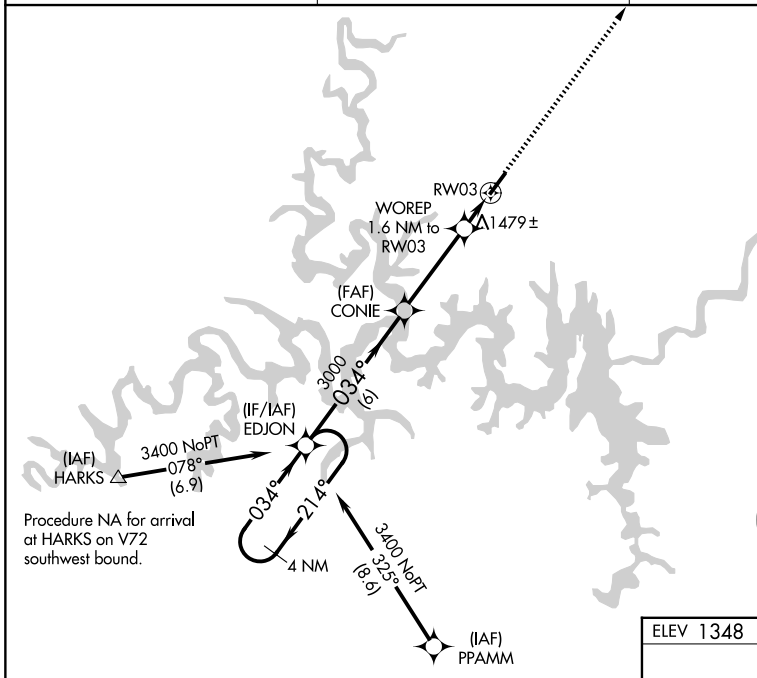 RW03
WOREP
1.6 NM to
RW03
1479±
(FAF)
CONIE
3000
034°
(6)
(IF/IAF)
EDJON
3400 NoPT
078°
(6.9)
(IAF)
HARKS
034°
214°
4 NM
Procedure NA for arrival
at HARKS on V72
southwest bound.
3400 NoPT
325°
(8.6)
(IAF)
PPAMM
ELEV 1348